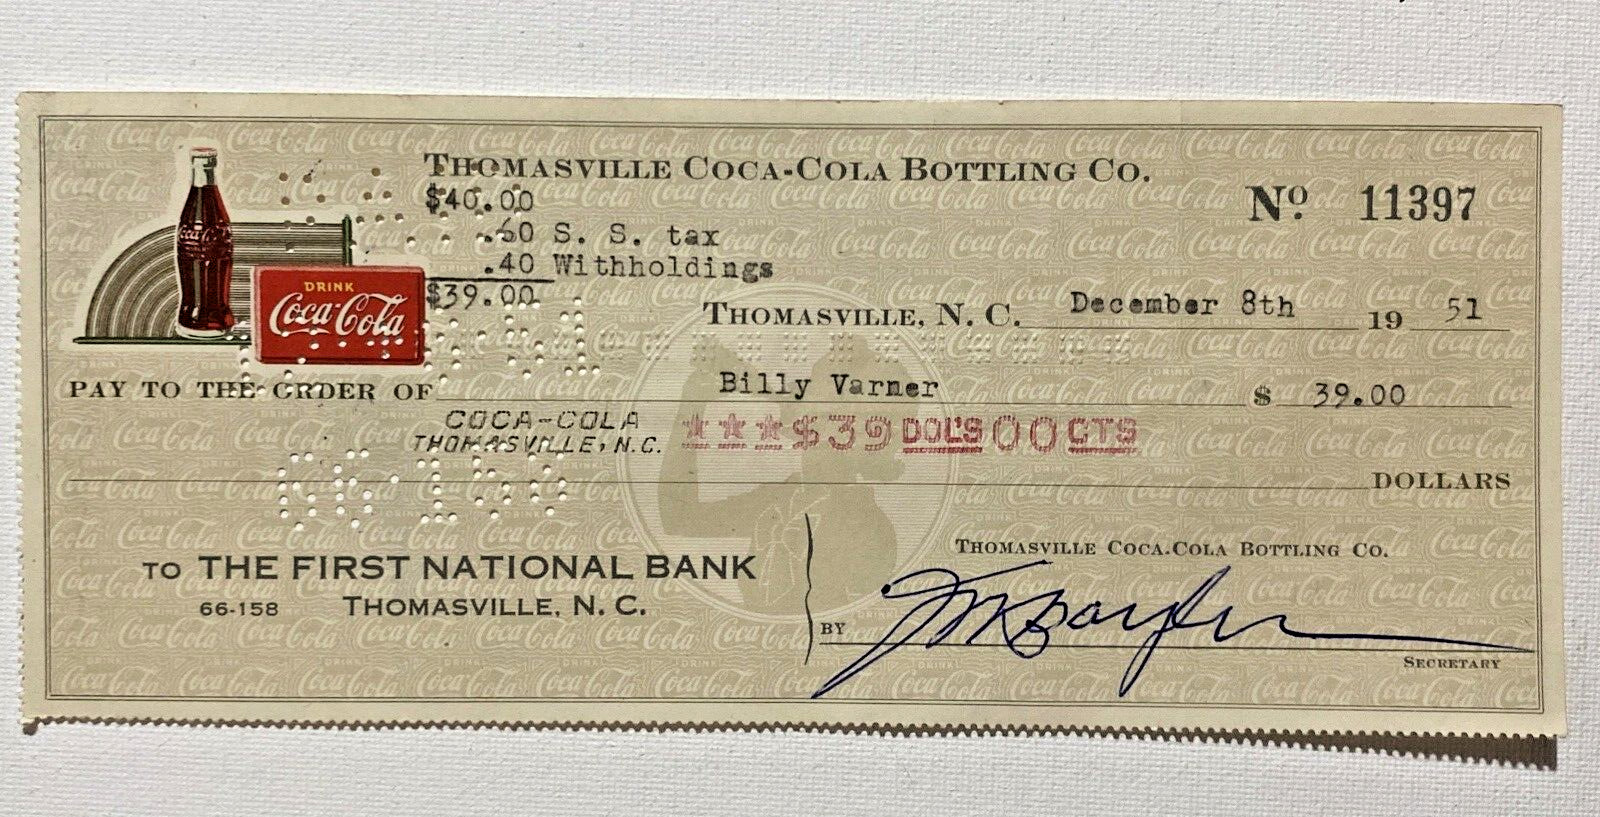 THOMASVILLE COCA-COLA BOTTLING CO.
$40.00
.60 S. S. tax
.40 Withholdings
$39.00
Nº. 11397
DRINK
Coca-Cola
THOMASVILLE, N. C. December 8th 19 51
PAY TO THE ORDER OF Billy Varner $ 39.00
COCA-COLA
THOMASVILLE, N.C.
★★★$39 DOL'S 00 CTS
DOLLARS
TO THE FIRST NATIONAL BANK
66-158 THOMASVILLE, N. C.
THOMASVILLE COCA-COLA BOTTLING CO.
BY
SECRETARY